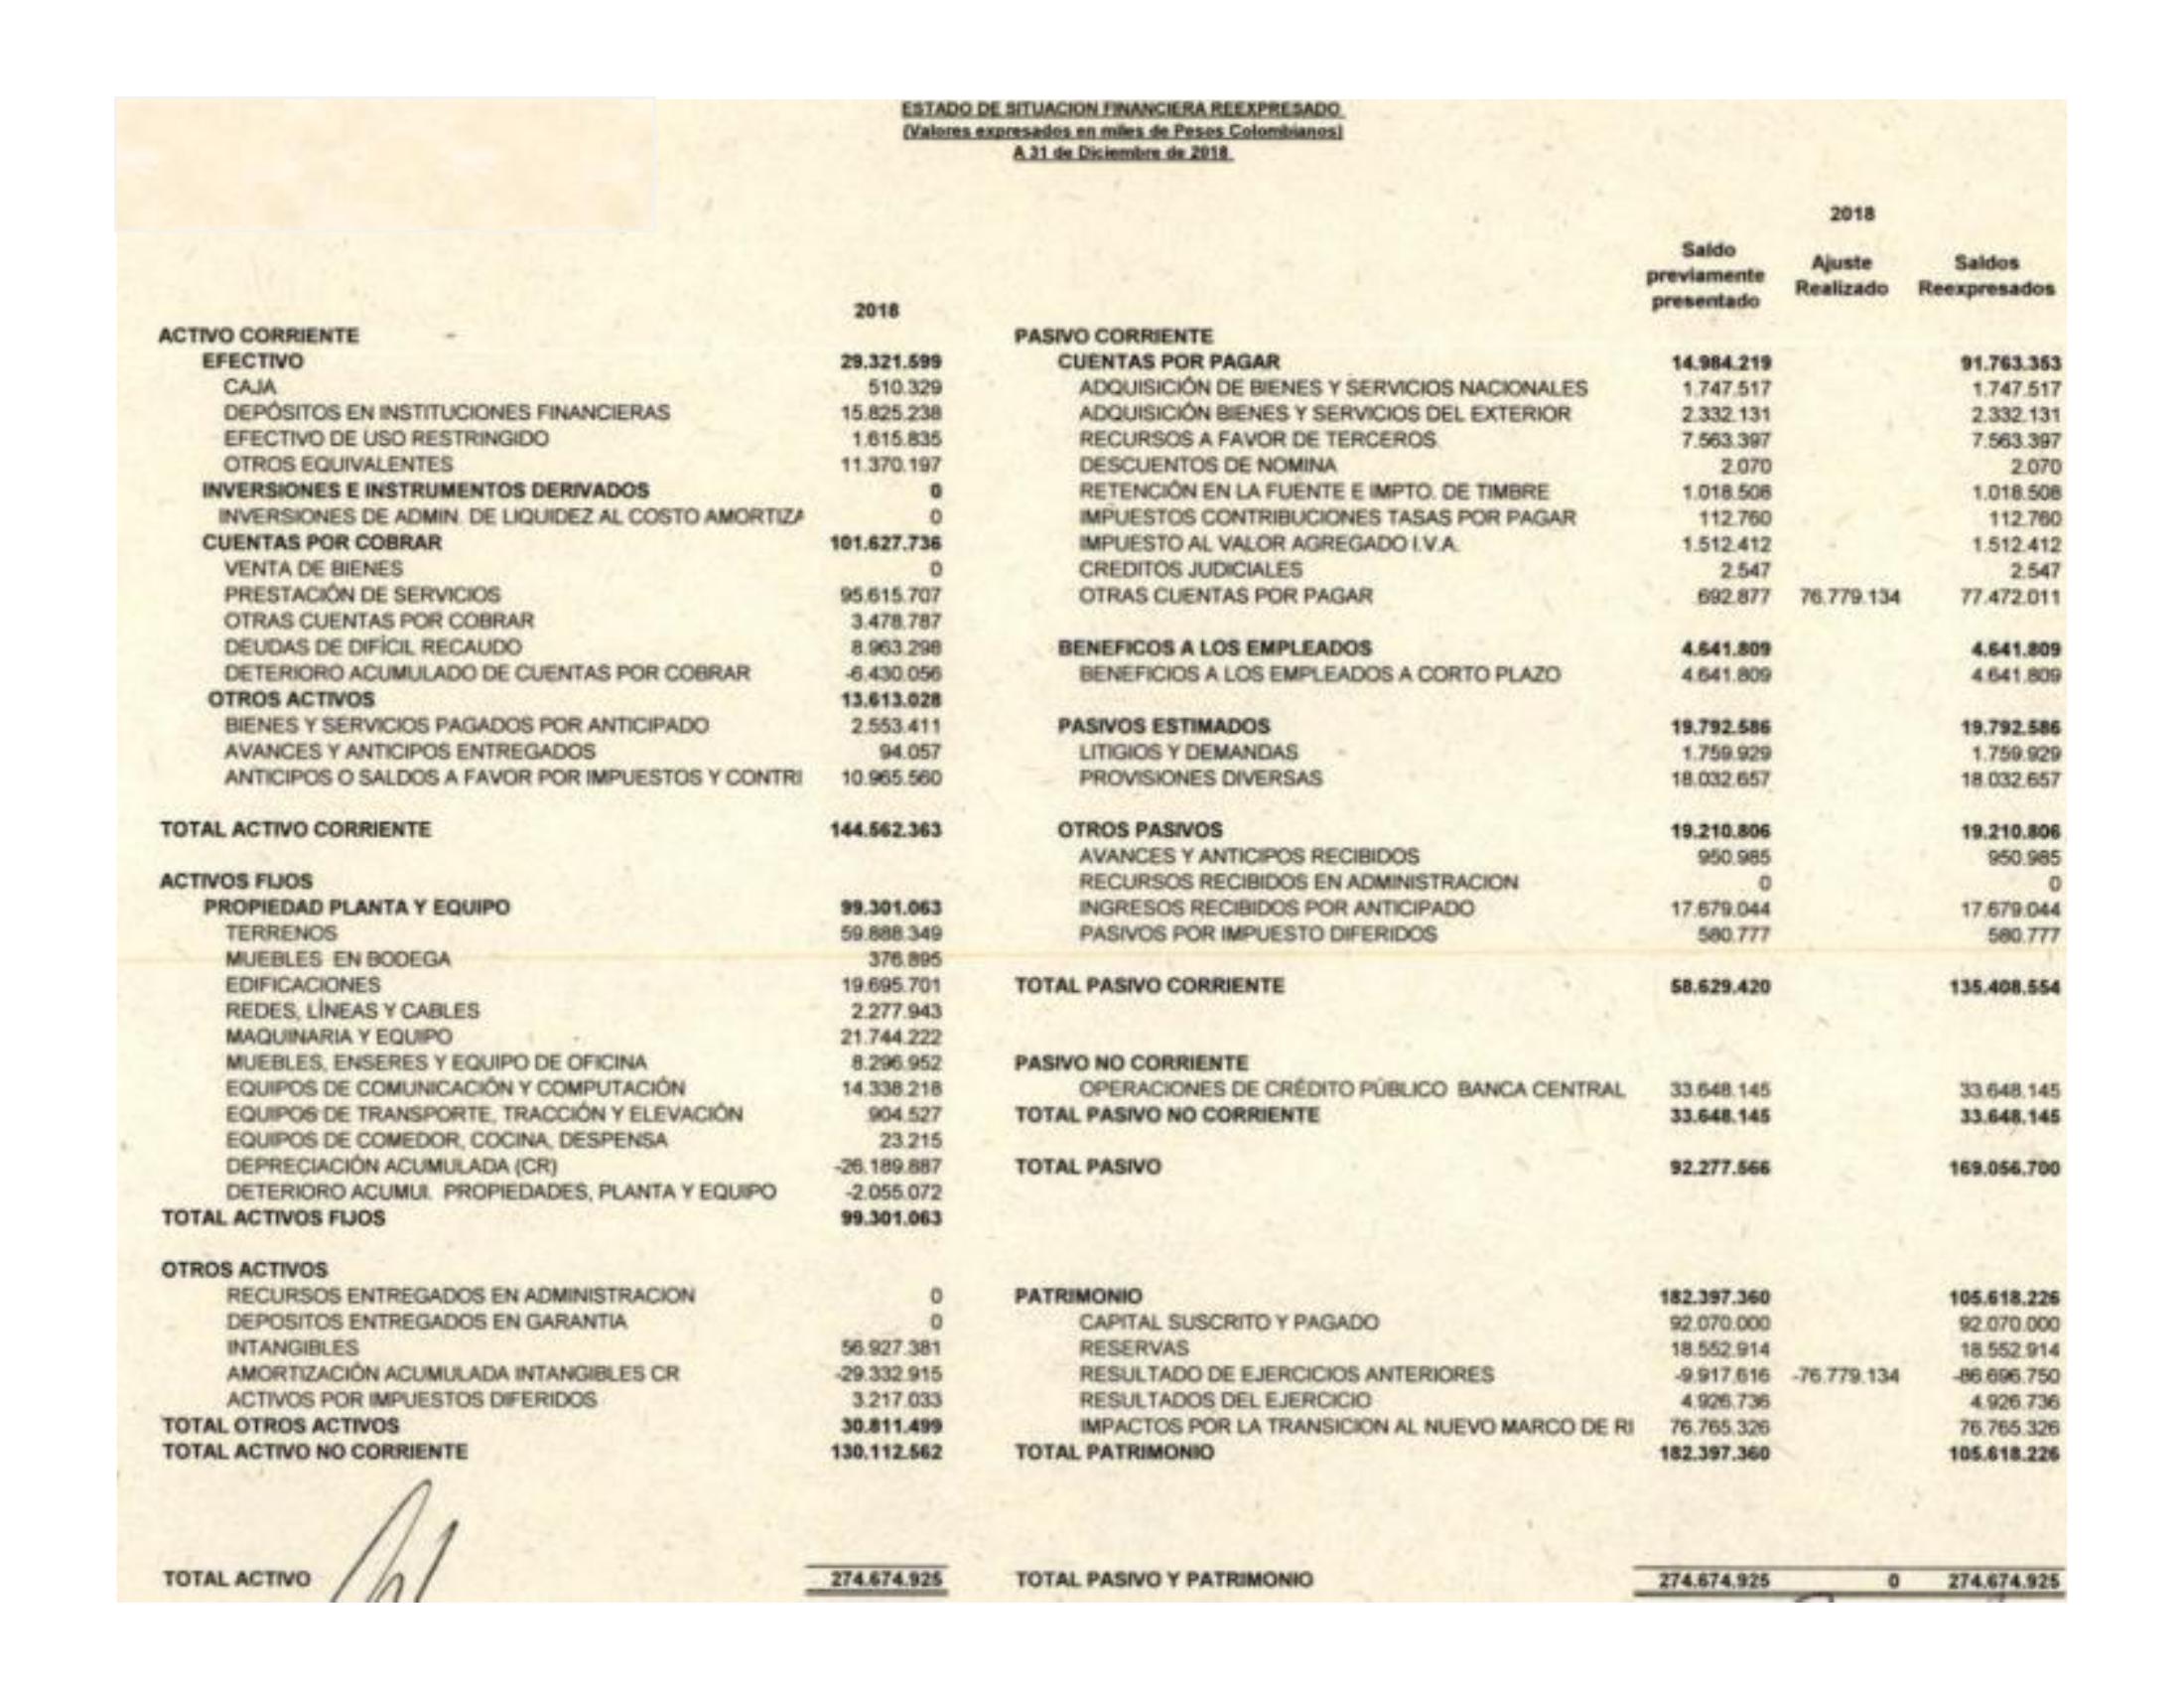 ESTADO DE SITUACION FINANCIERA REEXPRESADO
(Valores expresados en miles de Pesos Colombianos)
A 31 de Diciembre de 2018
2018
ACTIVO CORRIENTE
EFECTIVO 29.321.599
CAJA 510.329
DEPÓSITOS EN INSTITUCIONES FINANCIERAS 15.825.238
EFECTIVO DE USO RESTRINGIDO 1.615.835
OTROS EQUIVALENTES 11.370.197
INVERSIONES E INSTRUMENTOS DERIVADOS 0
INVERSIONES DE ADMIN. DE LIQUIDEZ AL COSTO AMORTIZA 0
CUENTAS POR COBRAR 101.627.736
VENTA DE BIENES 0
PRESTACIÓN DE SERVICIOS 95.615.707
OTRAS CUENTAS POR COBRAR 3.478.787
DEUDAS DE DIFÍCIL RECAUDO 8.963.298
DETERIORO ACUMULADO DE CUENTAS POR COBRAR -6.430.056
OTROS ACTIVOS 13.613.028
BIENES Y SERVICIOS PAGADOS POR ANTICIPADO 2.553.411
AVANCES Y ANTICIPOS ENTREGADOS 94.057
ANTICIPOS O SALDOS A FAVOR POR IMPUESTOS Y CONTRI 10.965.560
TOTAL ACTIVO CORRIENTE 144.562.363
ACTIVOS FIJOS
PROPIEDAD PLANTA Y EQUIPO 99.301.063
TERRENOS 59.888.349
MUEBLES EN BODEGA 376.895
EDIFICACIONES 19.695.701
REDES, LÍNEAS Y CABLES 2.277.943
MAQUINARIA Y EQUIPO 21.744.222
MUEBLES, ENSERES Y EQUIPO DE OFICINA 8.296.952
EQUIPOS DE COMUNICACIÓN Y COMPUTACIÓN 14.338.218
EQUIPOS DE TRANSPORTE, TRACCIÓN Y ELEVACIÓN 904.527
EQUIPOS DE COMEDOR, COCINA, DESPENSA 23.215
DEPRECIACIÓN ACUMULADA (CR) -26.189.887
DETERIORO ACUMUI. PROPIEDADES, PLANTA Y EQUIPO -2.055.072
TOTAL ACTIVOS FIJOS 99.301.063
OTROS ACTIVOS
RECURSOS ENTREGADOS EN ADMINISTRACION 0
DEPOSITOS ENTREGADOS EN GARANTIA 0
INTANGIBLES 56.927.381
AMORTIZACIÓN ACUMULADA INTANGIBLES CR -29.332.915
ACTIVOS POR IMPUESTOS DIFERIDOS 3.217.033
TOTAL OTROS ACTIVOS 30.811.499
TOTAL ACTIVO NO CORRIENTE 130.112.562
TOTAL ACTIVO 274.674.925
2018
Saldo previamente presentado Ajuste Realizado Saldos Reexpresados
PASIVO CORRIENTE
CUENTAS POR PAGAR 14.984.219 91.763.353
ADQUISICIÓN DE BIENES Y SERVICIOS NACIONALES 1.747.517 1.747.517
ADQUISICIÓN BIENES Y SERVICIOS DEL EXTERIOR 2.332.131 2.332.131
RECURSOS A FAVOR DE TERCEROS 7.563.397 7.563.397
DESCUENTOS DE NOMINA 2.070 2.070
RETENCIÓN EN LA FUENTE E IMPTO. DE TIMBRE 1.018.508 1.018.508
IMPUESTOS CONTRIBUCIONES TASAS POR PAGAR 112.760 112.760
IMPUESTO AL VALOR AGREGADO I.V.A. 1.512.412 1.512.412
CREDITOS JUDICIALES 2.547 2.547
OTRAS CUENTAS POR PAGAR 692.877 76.779.134 77.472.011
BENEFICOS A LOS EMPLEADOS 4.641.809 4.641.809
BENEFICIOS A LOS EMPLEADOS A CORTO PLAZO 4.641.809 4.641.809
PASIVOS ESTIMADOS 19.792.586 19.792.586
LITIGIOS Y DEMANDAS 1.759.929 1.759.929
PROVISIONES DIVERSAS 18.032.657 18.032.657
OTROS PASIVOS 19.210.806 19.210.806
AVANCES Y ANTICIPOS RECIBIDOS 950.985 950.985
RECURSOS RECIBIDOS EN ADMINISTRACION 0 0
INGRESOS RECIBIDOS POR ANTICIPADO 17.679.044 17.679.044
PASIVOS POR IMPUESTO DIFERIDOS 580.777 580.777
TOTAL PASIVO CORRIENTE 58.629.420 135.408.554
PASIVO NO CORRIENTE
OPERACIONES DE CRÉDITO PÚBLICO BANCA CENTRAL 33.648.145 33.648.145
TOTAL PASIVO NO CORRIENTE 33.648.145 33.648.145
TOTAL PASIVO 92.277.566 169.056.700
PATRIMONIO 182.397.360 105.618.226
CAPITAL SUSCRITO Y PAGADO 92.070.000 92.070.000
RESERVAS 18.552.914 18.552.914
RESULTADO DE EJERCICIOS ANTERIORES -9.917.616 -76.779.134 -86.696.750
RESULTADOS DEL EJERCICIO 4.926.736 4.926.736
IMPACTOS POR LA TRANSICION AL NUEVO MARCO DE RI 76.765.326 76.765.326
TOTAL PATRIMONIO 182.397.360 105.618.226
TOTAL PASIVO Y PATRIMONIO 274.674.925 0 274.674.925